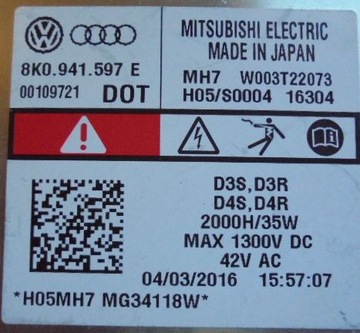 MITSUBISHI ELECTRIC
MADE IN JAPAN
8K0.941.597 E
00109721 DOT
MH7 W003T22073
H05/S0004 16304
D3S,D3R
D4S,D4R
2000H/35W
MAX 1300V DC
42V AC
04/03/2016 15:57:07
*H05MH7 MG34118W*